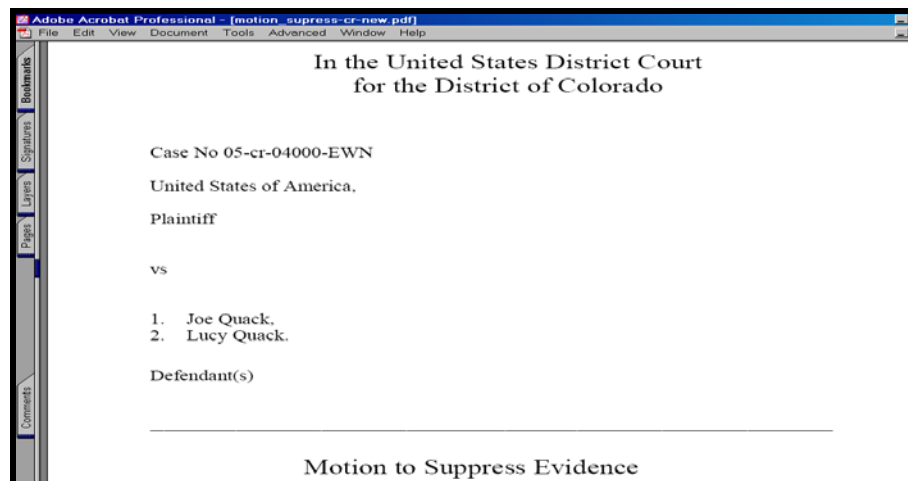 Adobe Acrobat Professional - [motion_supress-cr-new.pdf]
File Edit View Document Tools Advanced Window Help
Bookmarks
Signatures
Layers
Pages
Comments
In the United States District Court
for the District of Colorado
Case No 05-cr-04000-EWN
United States of America,
Plaintiff
vs
1. Joe Quack,
2. Lucy Quack.
Defendant(s)
Motion to Suppress Evidence